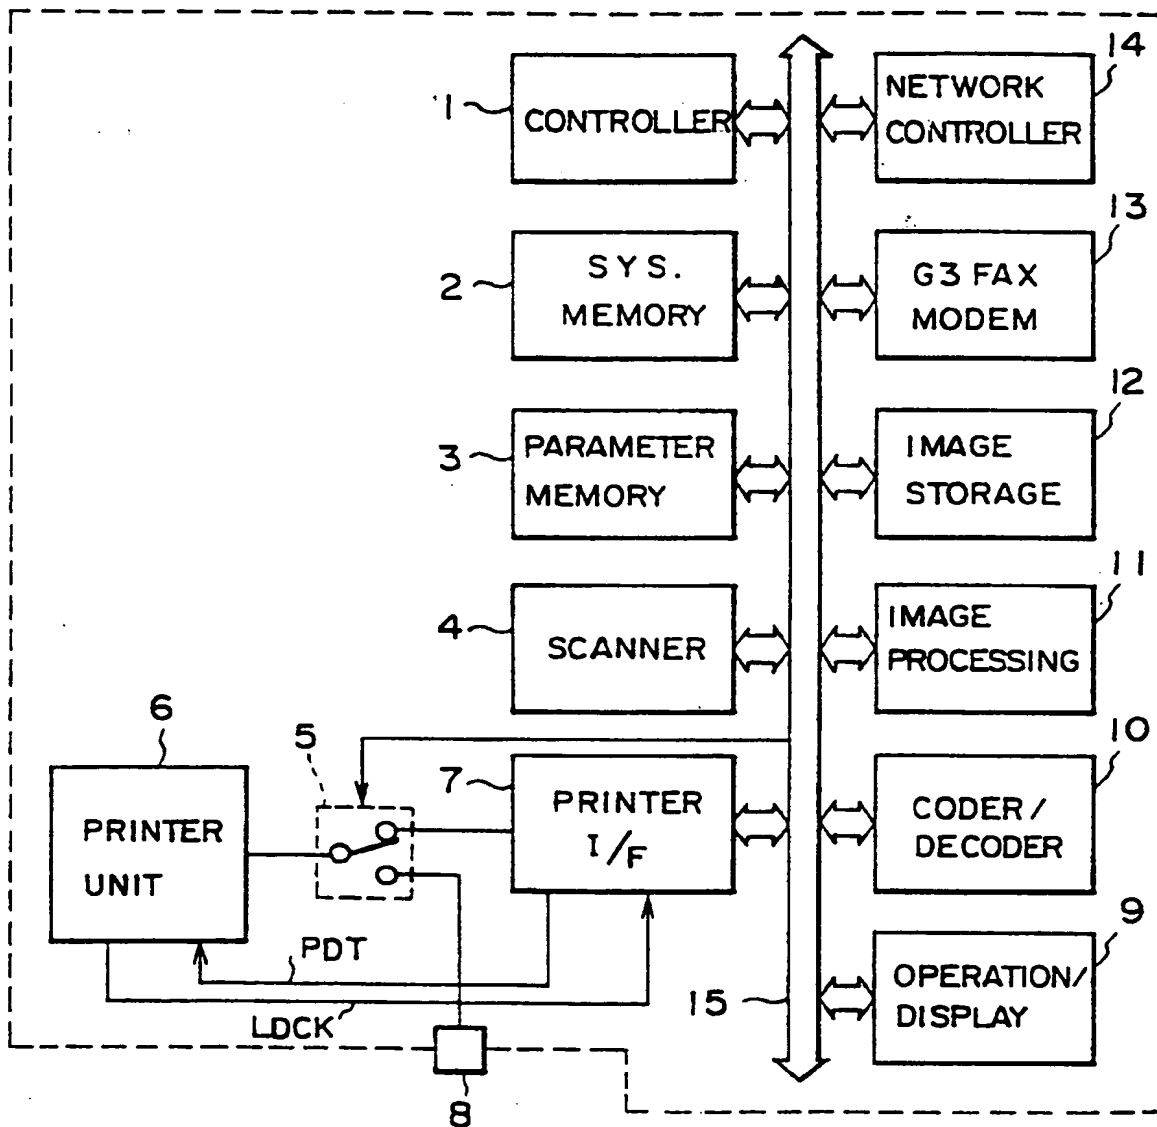 1
CONTROLLER
14
NETWORK
CONTROLLER
2
SYS.
MEMORY
13
G3 FAX
MODEM
3
PARAMETER
MEMORY
12
IMAGE
STORAGE
4
SCANNER
11
IMAGE
PROCESSING
6
PRINTER
UNIT
5
7
PRINTER
I/F
10
CODER/
DECODER
PDT
LDCK
8
15
9
OPERATION/
DISPLAY